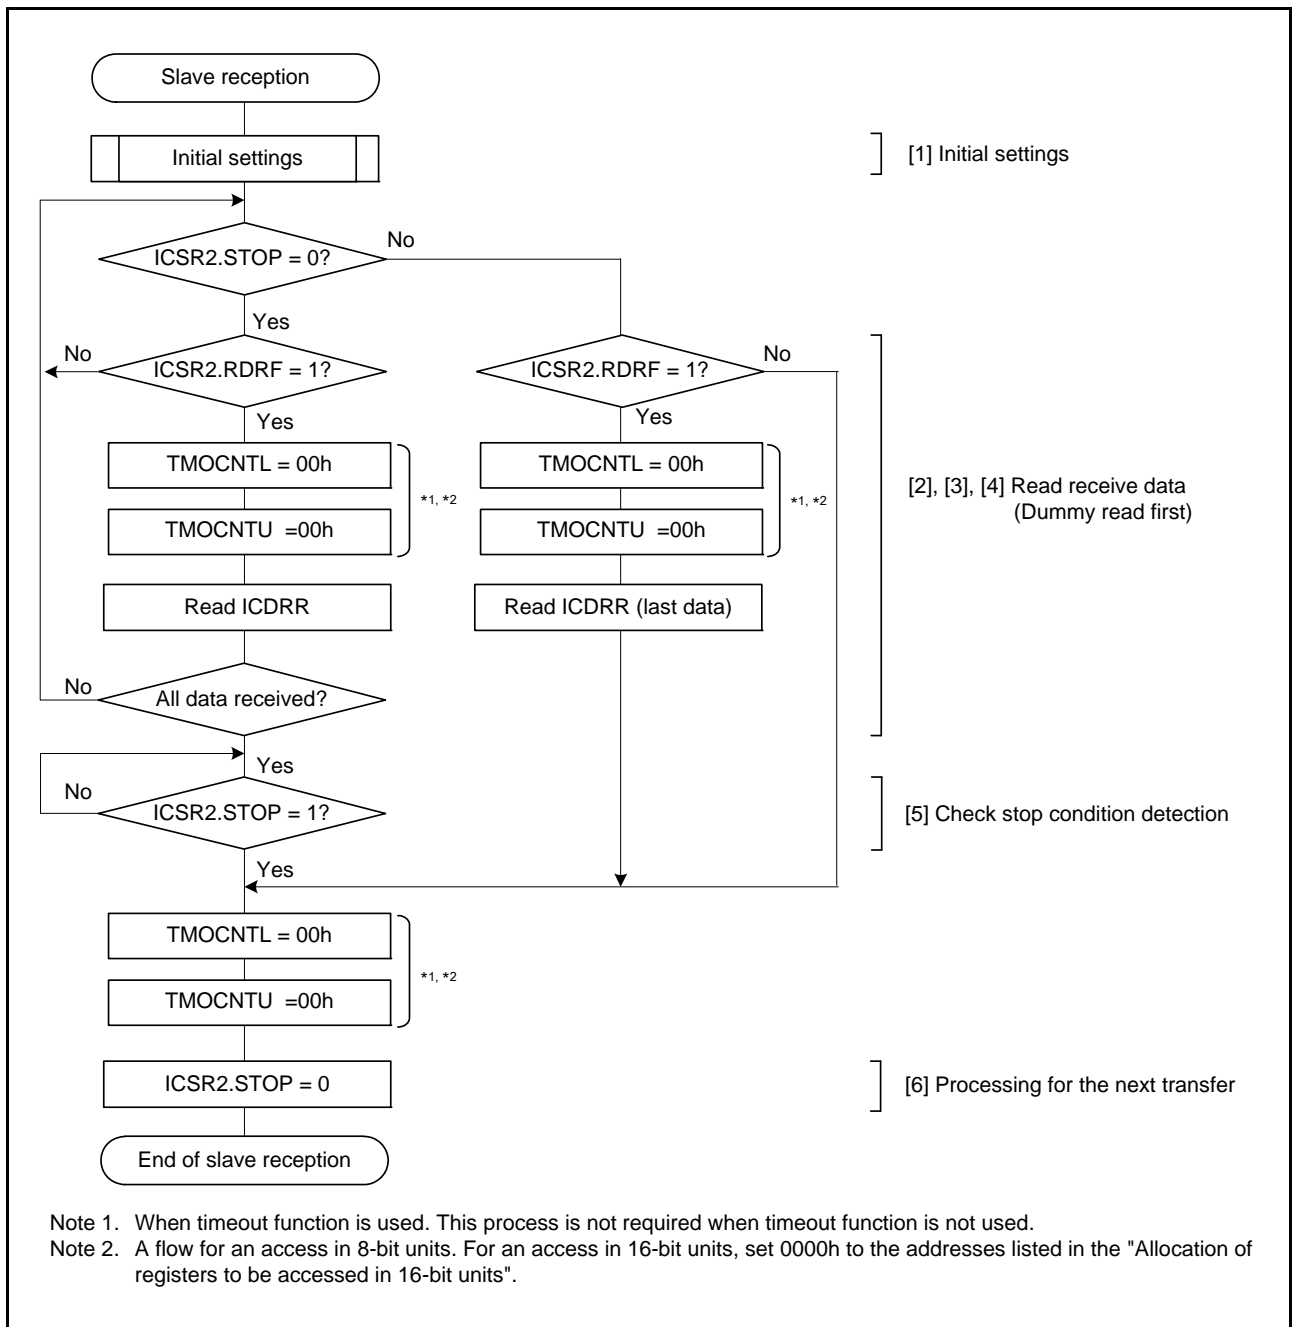 Slave reception
Initial settings
[1] Initial settings
ICSR2.STOP = 0?
No
Yes
No
ICSR2.RDRF = 1?
ICSR2.RDRF = 1?
No
Yes
Yes
TMOCNTL = 00h
TMOCNTL = 00h
*1, *2
*1, *2
[2], [3], [4] Read receive data
(Dummy read first)
TMOCNTU =00h
TMOCNTU =00h
Read ICDRR
Read ICDRR (last data)
No
All data received?
Yes
No
ICSR2.STOP = 1?
[5] Check stop condition detection
Yes
TMOCNTL = 00h
*1, *2
TMOCNTU =00h
ICSR2.STOP = 0
[6] Processing for the next transfer
End of slave reception
Note 1. When timeout function is used. This process is not required when timeout function is not used.
Note 2. A flow for an access in 8-bit units. For an access in 16-bit units, set 0000h to the addresses listed in the "Allocation of
registers to be accessed in 16-bit units".